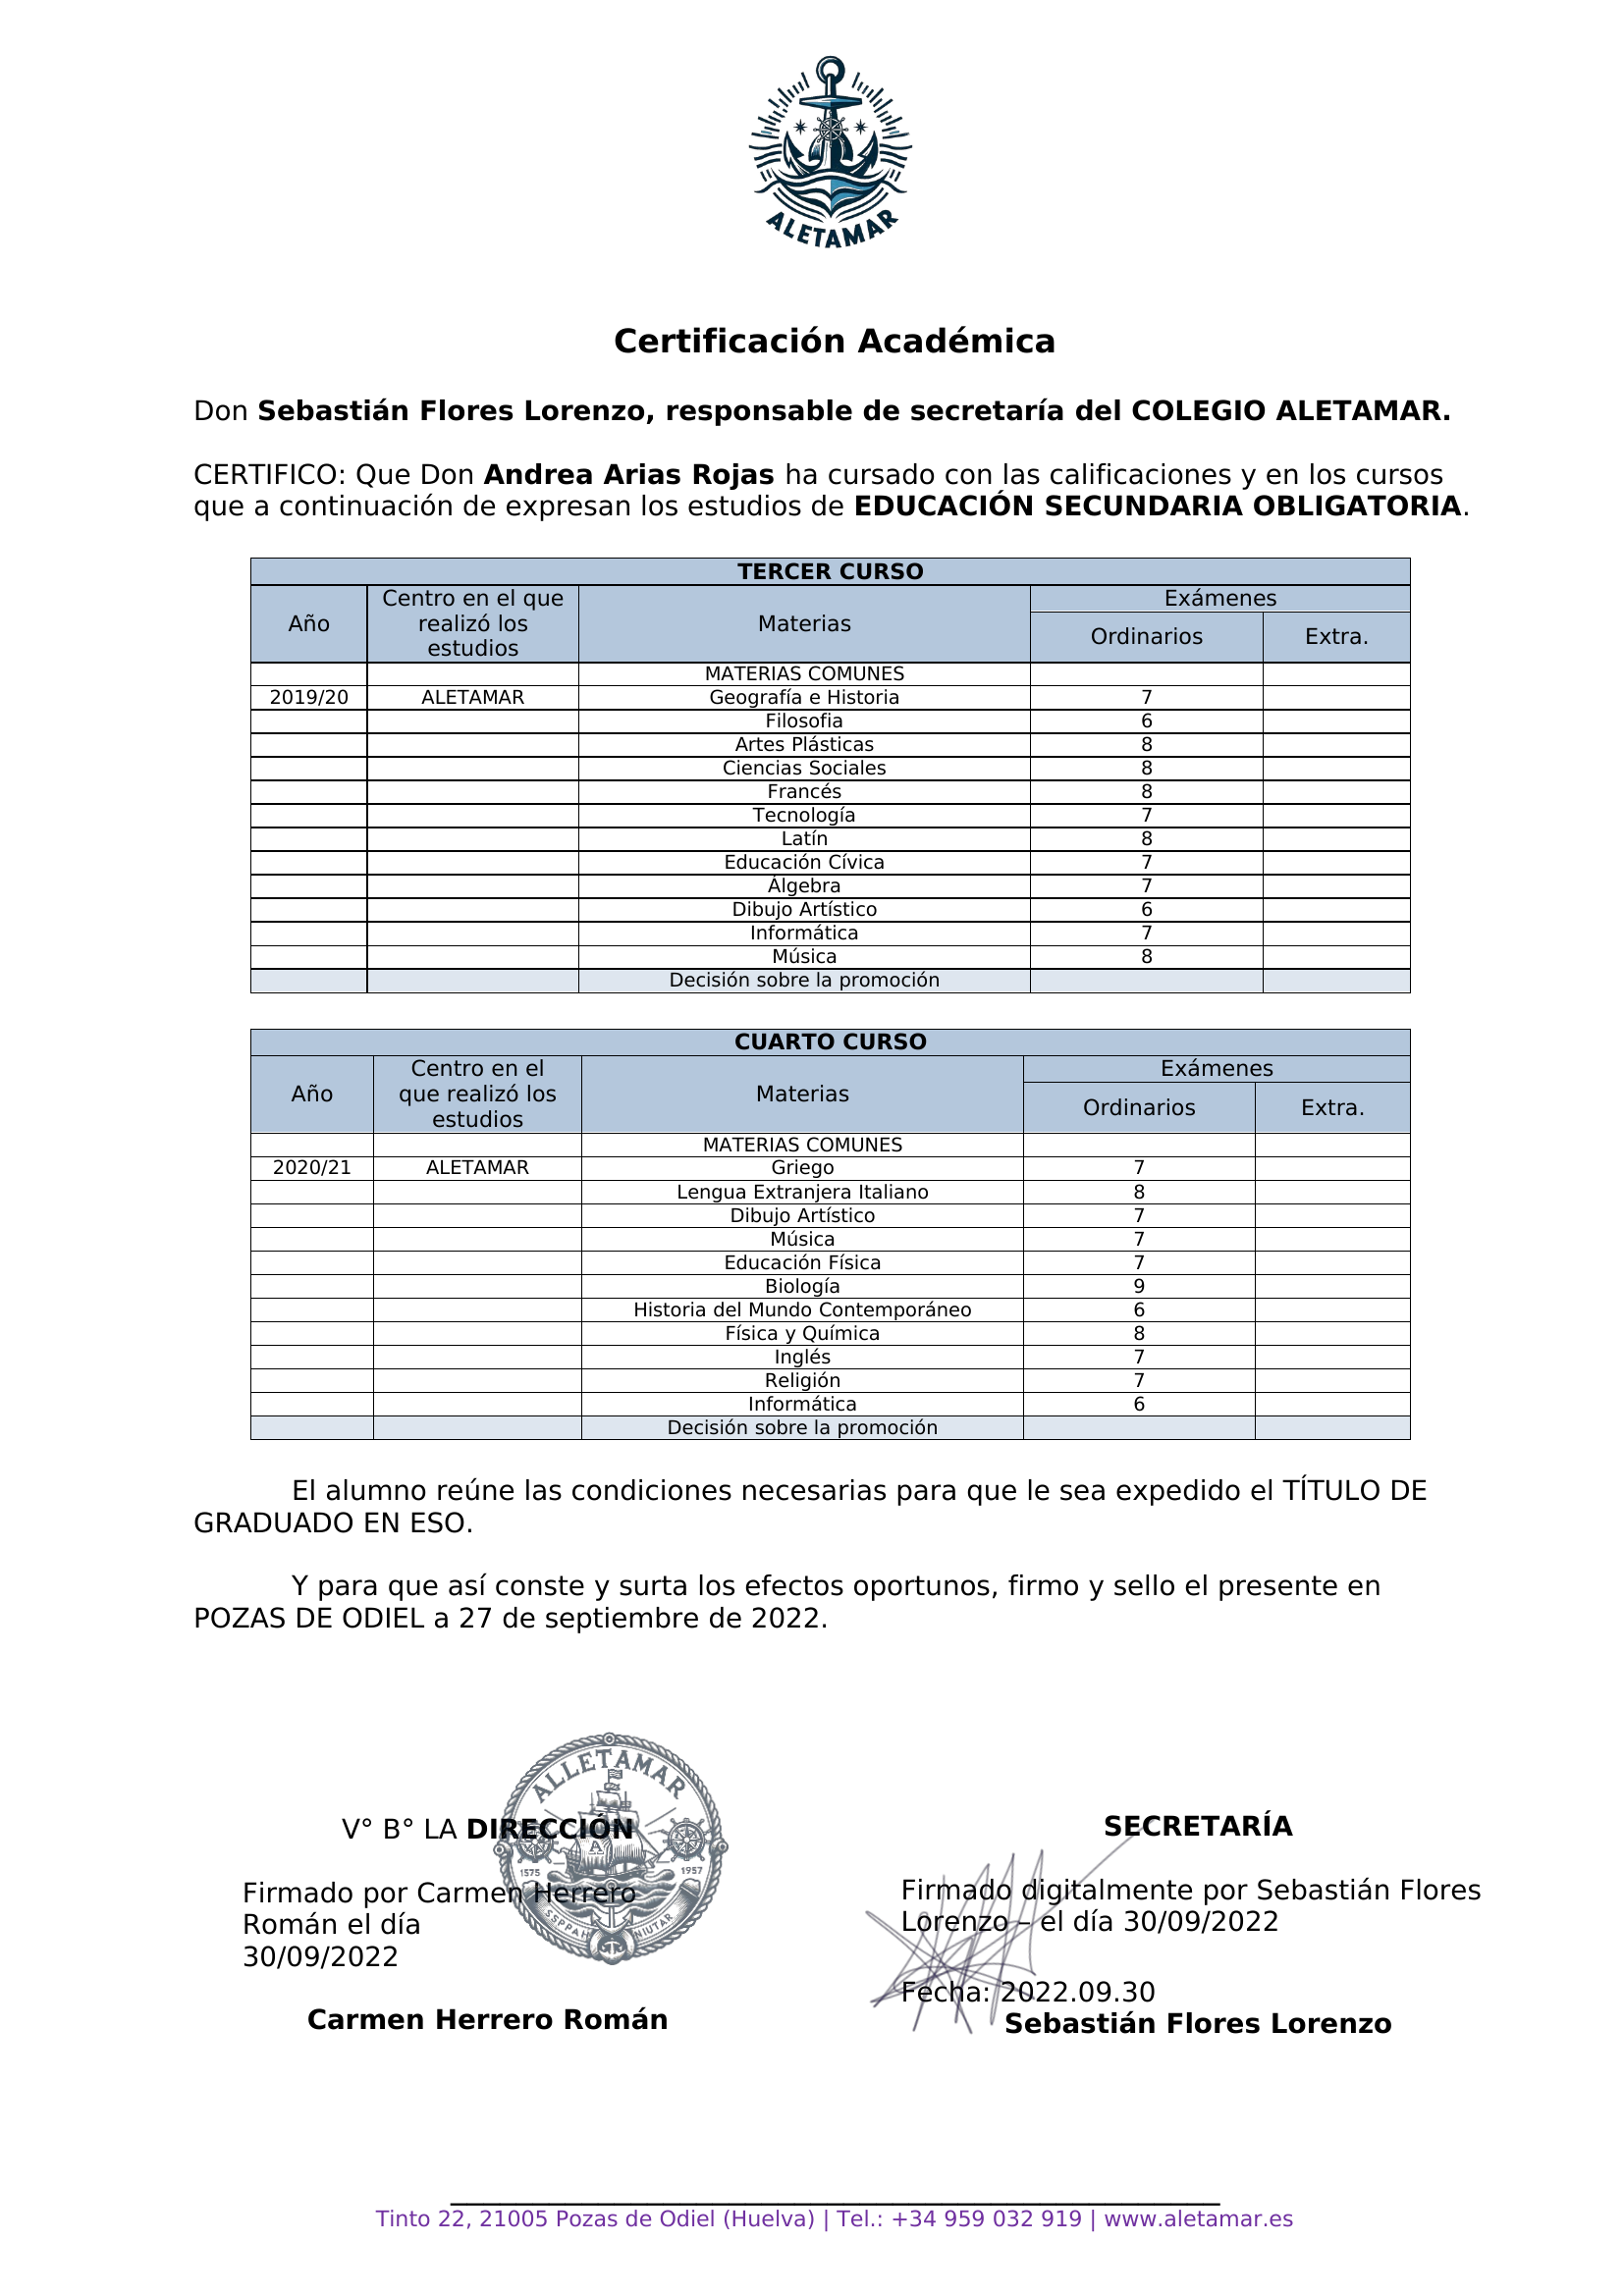 ALETAMAR
Certificación Académica
Don Sebastián Flores Lorenzo, responsable de secretaría del COLEGIO ALETAMAR.
CERTIFICO: Que Don Andrea Arias Rojas ha cursado con las calificaciones y en los cursos
que a continuación de expresan los estudios de EDUCACIÓN SECUNDARIA OBLIGATORIA.
TERCER CURSO
Año Centro en el que realizó los estudios Materias Exámenes
Ordinarios Extra.
MATERIAS COMUNES
2019/20 ALETAMAR Geografía e Historia 7
Filosofia 6
Artes Plásticas 8
Ciencias Sociales 8
Francés 8
Tecnología 7
Latín 8
Educación Cívica 7
Álgebra 7
Dibujo Artístico 6
Informática 7
Música 8
Decisión sobre la promoción
CUARTO CURSO
Año Centro en el que realizó los estudios Materias Exámenes
Ordinarios Extra.
MATERIAS COMUNES
2020/21 ALETAMAR Griego 7
Lengua Extranjera Italiano 8
Dibujo Artístico 7
Música 7
Educación Física 7
Biología 9
Historia del Mundo Contemporáneo 6
Física y Química 8
Inglés 7
Religión 7
Informática 6
Decisión sobre la promoción
El alumno reúne las condiciones necesarias para que le sea expedido el TÍTULO DE
GRADUADO EN ESO.
Y para que así conste y surta los efectos oportunos, firmo y sello el presente en
POZAS DE ODIEL a 27 de septiembre de 2022.
ALLETAMAR
A
1575 1957
SSPPAH NIUTAR
V° B° LA DIRECCIÓN
Firmado por Carmen Herrero
Román el día
30/09/2022
Carmen Herrero Román
SECRETARÍA
Firmado digitalmente por Sebastián Flores
Lorenzo – el día 30/09/2022
Fecha: 2022.09.30
Sebastián Flores Lorenzo
Tinto 22, 21005 Pozas de Odiel (Huelva) | Tel.: +34 959 032 919 | www.aletamar.es